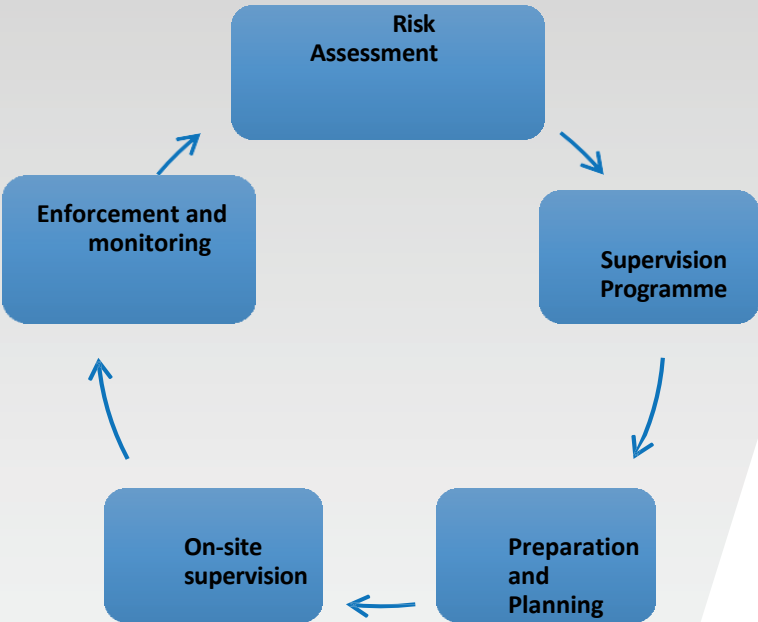 Risk
Assessment
Supervision
Programme
Preparation
and
Planning
On-site
supervision
Enforcement and
monitoring